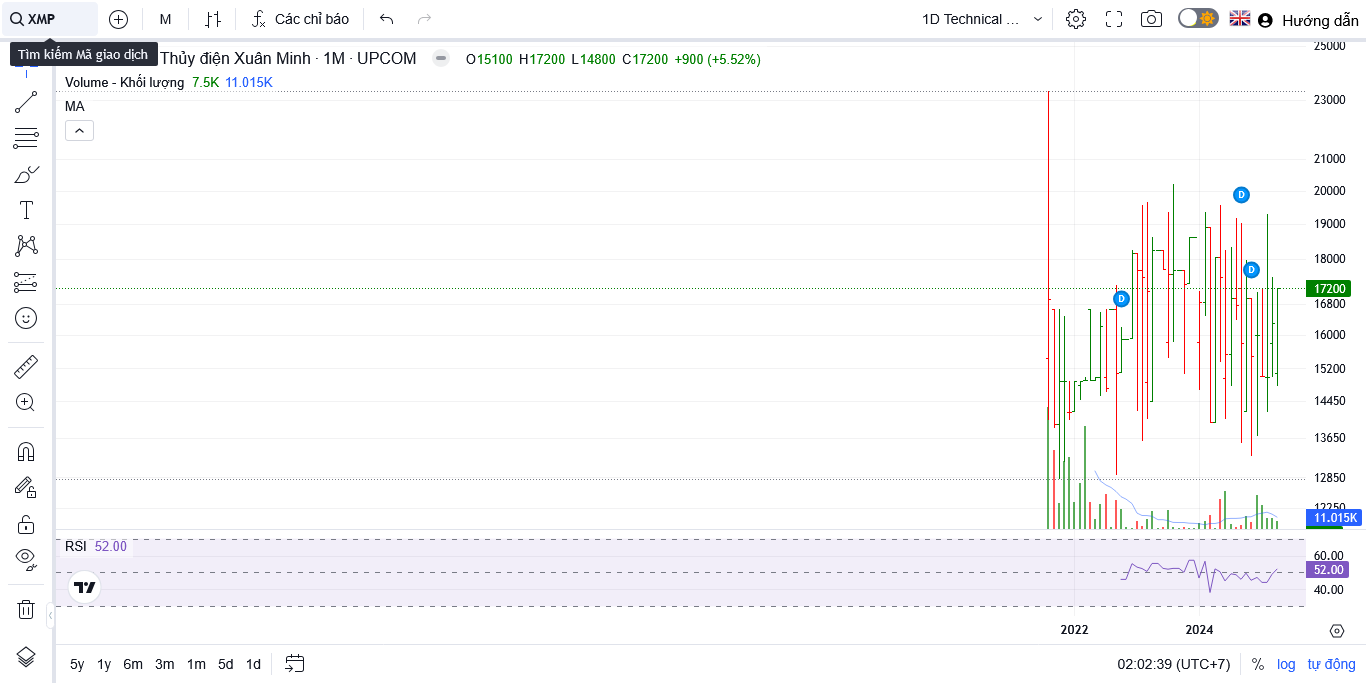 XMP
M
Các chỉ báo
1D Technical ...
Hướng dẫn
Tìm kiếm Mã giao dịch
Thủy điện Xuân Minh · 1M · UPCOM
O15100 H17200 L14800 C17200 +900 (+5.52%)
Volume - Khối lượng 7.5K 11.015K
MA
25000
23000
21000
20000
19000
18000
17200
16800
16000
15200
14450
13650
12850
12250
11.015K
D
D
D
RSI 52.00
60.00
52.00
40.00
2022
2024
5y 1y 6m 3m 1m 5d 1d
02:02:39 (UTC+7)
% log tự động